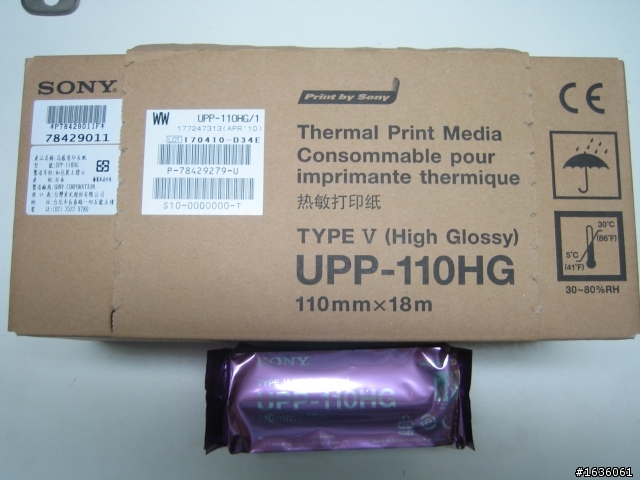 SONY
*P78429011P*
78429011
WW UPP-110HG/1
177247313(APR'10)
LOT 170410-D34E
P-78429279-U
S10-0000000-T
Print by Sony
Thermal Print Media
Consommable pour
imprimante thermique
热敏打印纸
TYPE V (High Glossy)
UPP-110HG
110mm×18m
CE
30°C
(86°F)
5°C
(41°F)
30~80%RH
SONY
UPP-110HG
#1636061